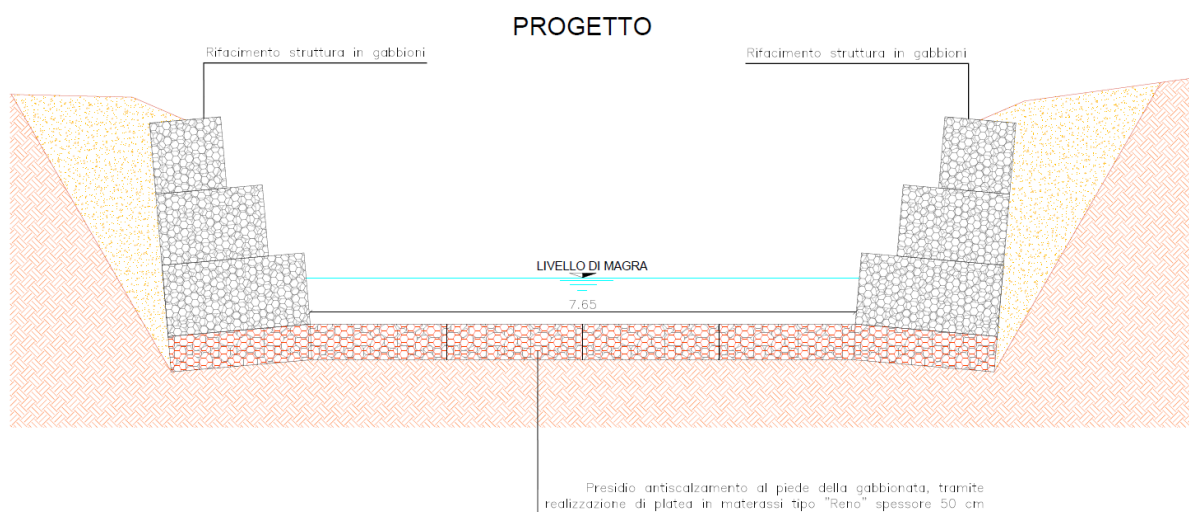 PROGETTO
Rifacimento struttura in gabbioni
Rifacimento struttura in gabbioni
LIVELLO DI MAGRA
7.65
Presidio antiscalzamento al piede della gabbionata, tramite
realizzazione di platea in materassi tipo "Reno" spessore 50 cm